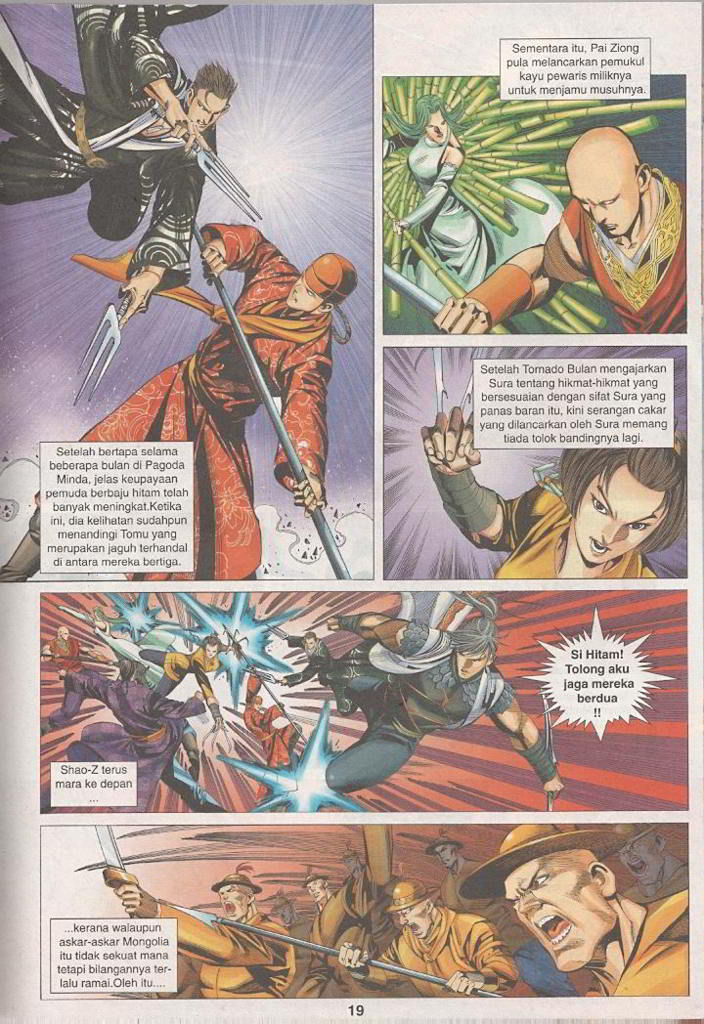 Setelah bertapa selama
beberapa bulan di Pagoda
Minda, jelas keupayaan
pemuda berbaju hitam telah
banyak meningkat.Ketika
ini, dia kelihatan sudahpun
menandingi Tomu yang
merupakan jaguh terhandal
di antara mereka bertiga.
Sementara itu, Pai Ziong
pula melancarkan pemukul
kayu pewaris miliknya
untuk menjamu musuhnya.
Setelah Tornado Bulan mengajarkan
Sura tentang hikmat-hikmat yang
bersesuaian dengan sifat Sura yang
panas baran itu, kini serangan cakar
yang dilancarkan oleh Sura memang
tiada tolok bandingnya lagi.
Si Hitam!
Tolong aku
jaga mereka
berdua
!!
Shao-Z terus
mara ke depan
...
...kerana walaupun
askar-askar Mongolia
itu tidak sekuat mana
tetapi bilangannya ter-
lalu ramai.Oleh itu....
19